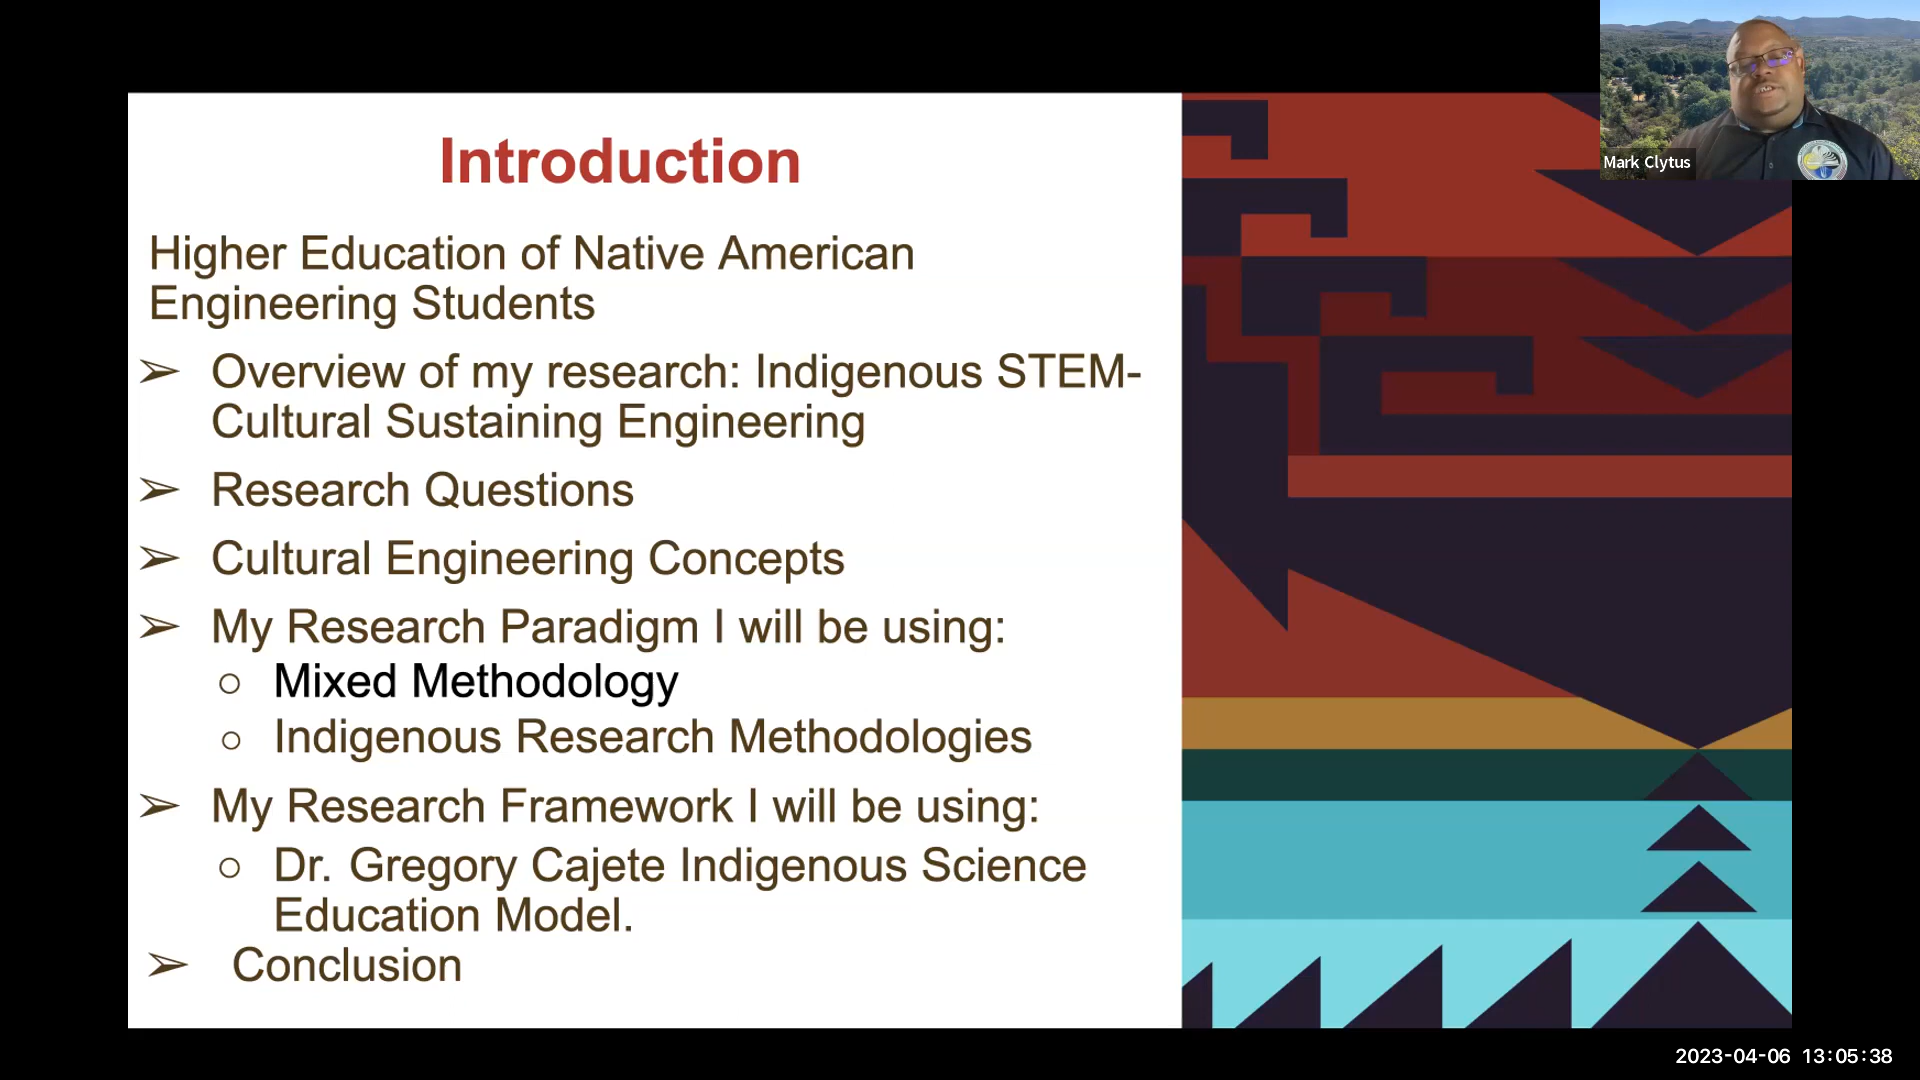 Introduction
Higher Education of Native American
Engineering Students
➢ Overview of my research: Indigenous STEM-
Cultural Sustaining Engineering
➢ Research Questions
➢ Cultural Engineering Concepts
➢ My Research Paradigm I will be using:
○ Mixed Methodology
○ Indigenous Research Methodologies
➢ My Research Framework I will be using:
○ Dr. Gregory Cajete Indigenous Science
Education Model.
➢ Conclusion
Mark Clytus
2023-04-06 13:05:38